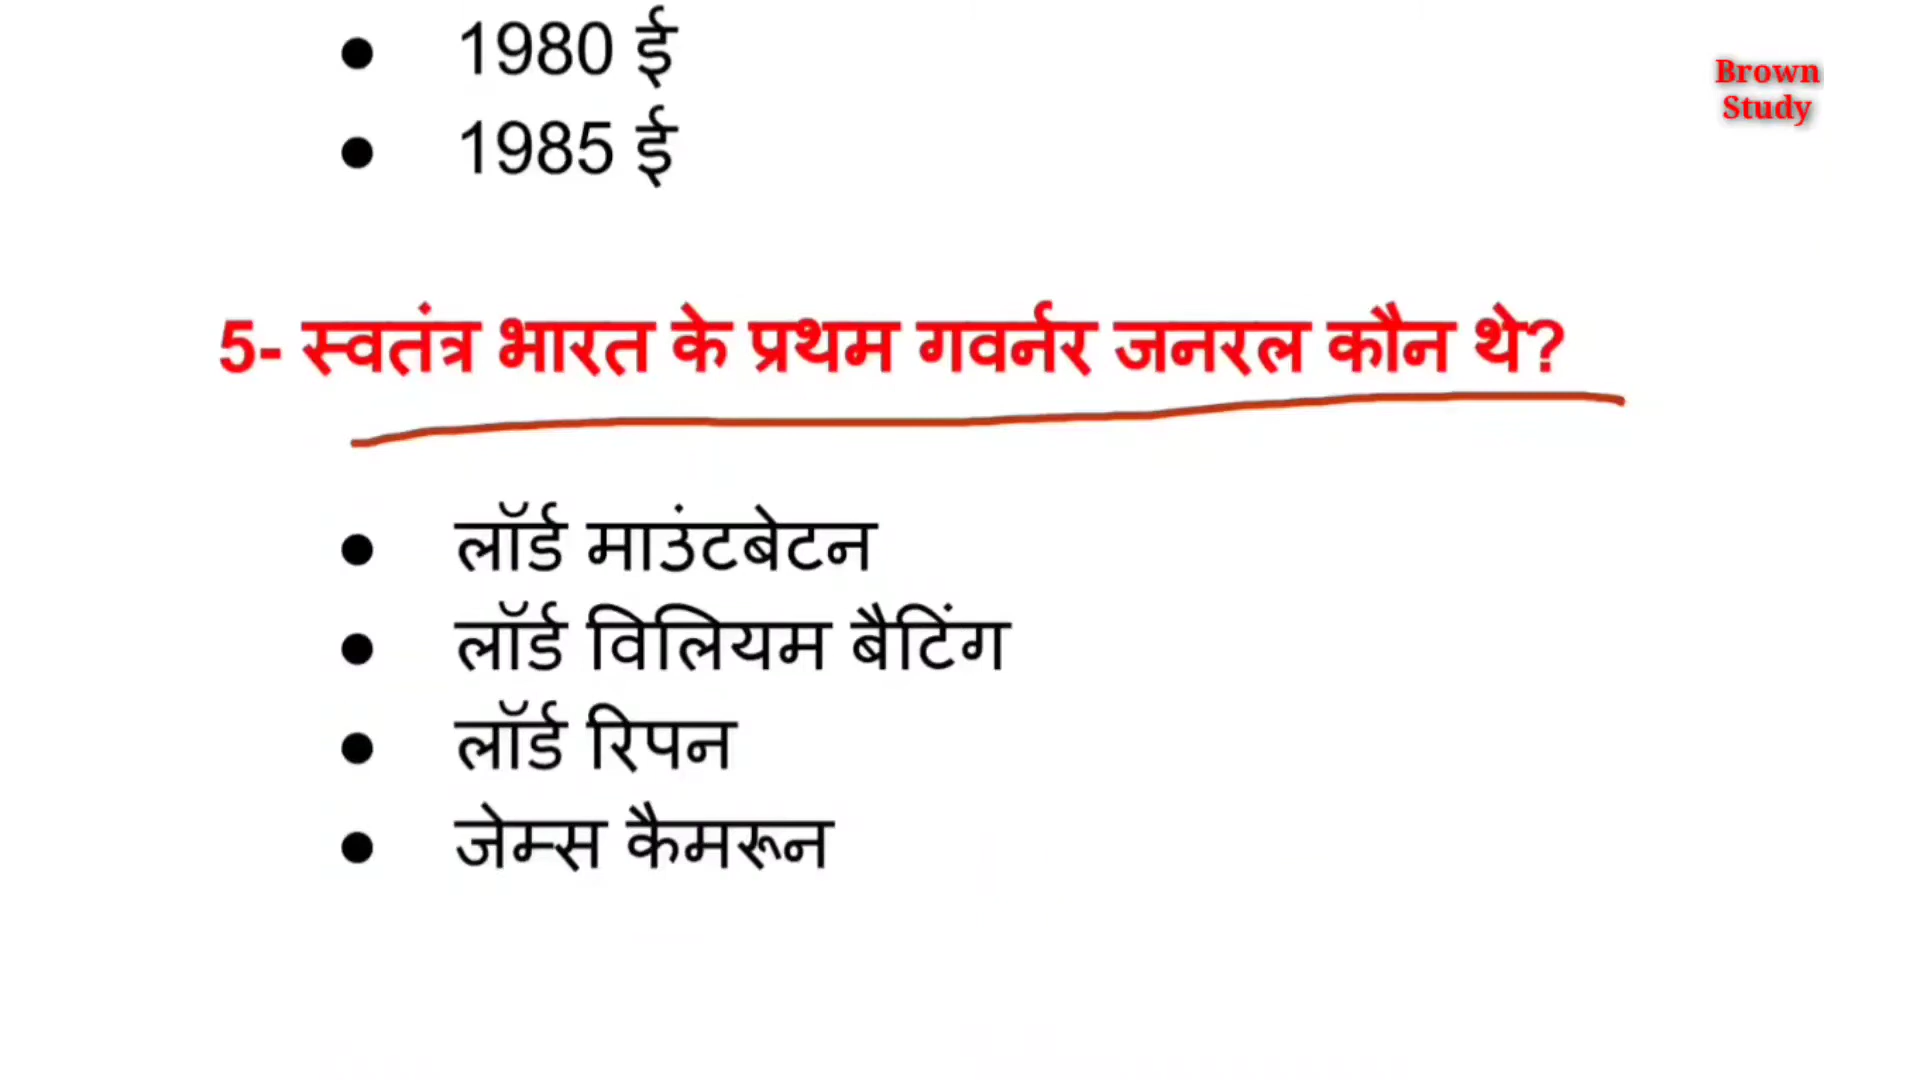 ● 1980 ई
● 1985 ई
Brown
Study
5- स्वतंत्र भारत के प्रथम गवर्नर जनरल कौन थे?
● लॉर्ड माउंटबेटन
● लॉर्ड विलियम बैटिंग
● लॉर्ड रिपन
● जेम्स कैमरून